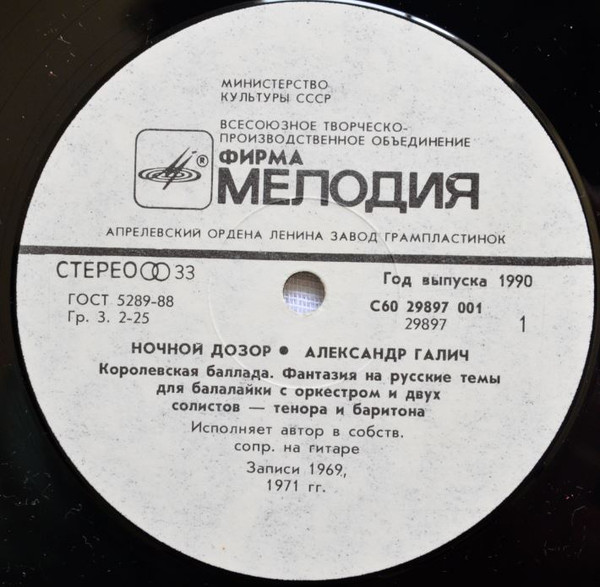 МИНИСТЕРСТВО
КУЛЬТУРЫ СССР
ВСЕСОЮЗНОЕ ТВОРЧЕСКО-
ПРОИЗВОДСТВЕННОЕ ОБЪЕДИНЕНИЕ
ФИРМА
®
МЕЛОДИЯ
АПРЕЛЕВСКИЙ ОРДЕНА ЛЕНИНА ЗАВОД ГРАМПЛАСТИНОК
СТЕРЕО 33
Год выпуска 1990
ГОСТ 5289-88
С60 29897 001
Гр. 3. 2-25
29897
1
НОЧНОЙ ДОЗОР ● АЛЕКСАНДР ГАЛИЧ
Королевская баллада. Фантазия на русские темы
для балалайки с оркестром и двух
солистов — тенора и баритона
Исполняет автор в собств.
сопр. на гитаре
Записи 1969,
1971 гг.